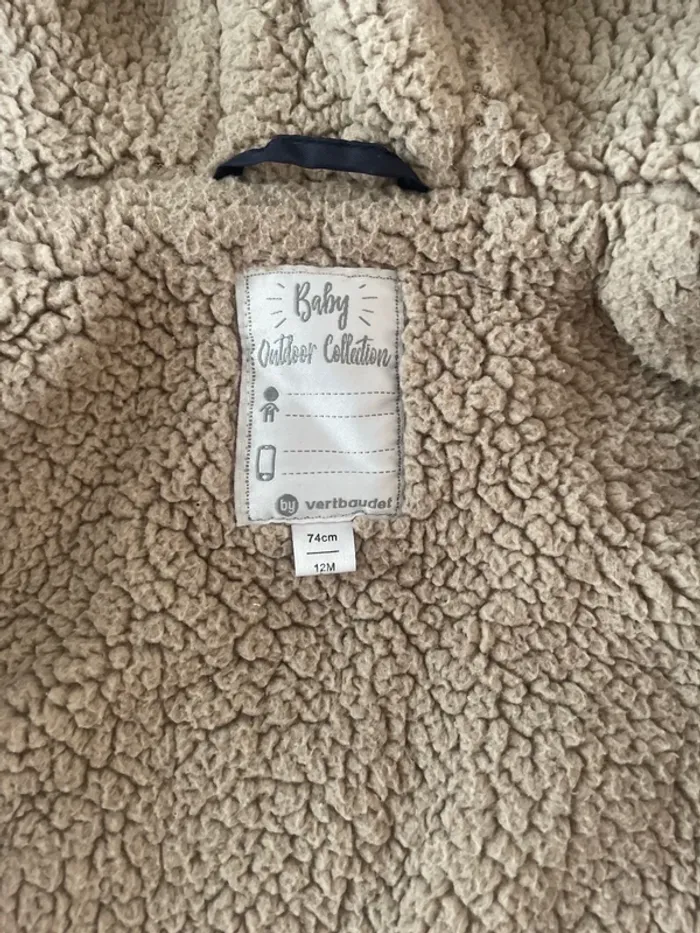 Baby
Outdoor Collection
by vertbaudet
74cm
12M